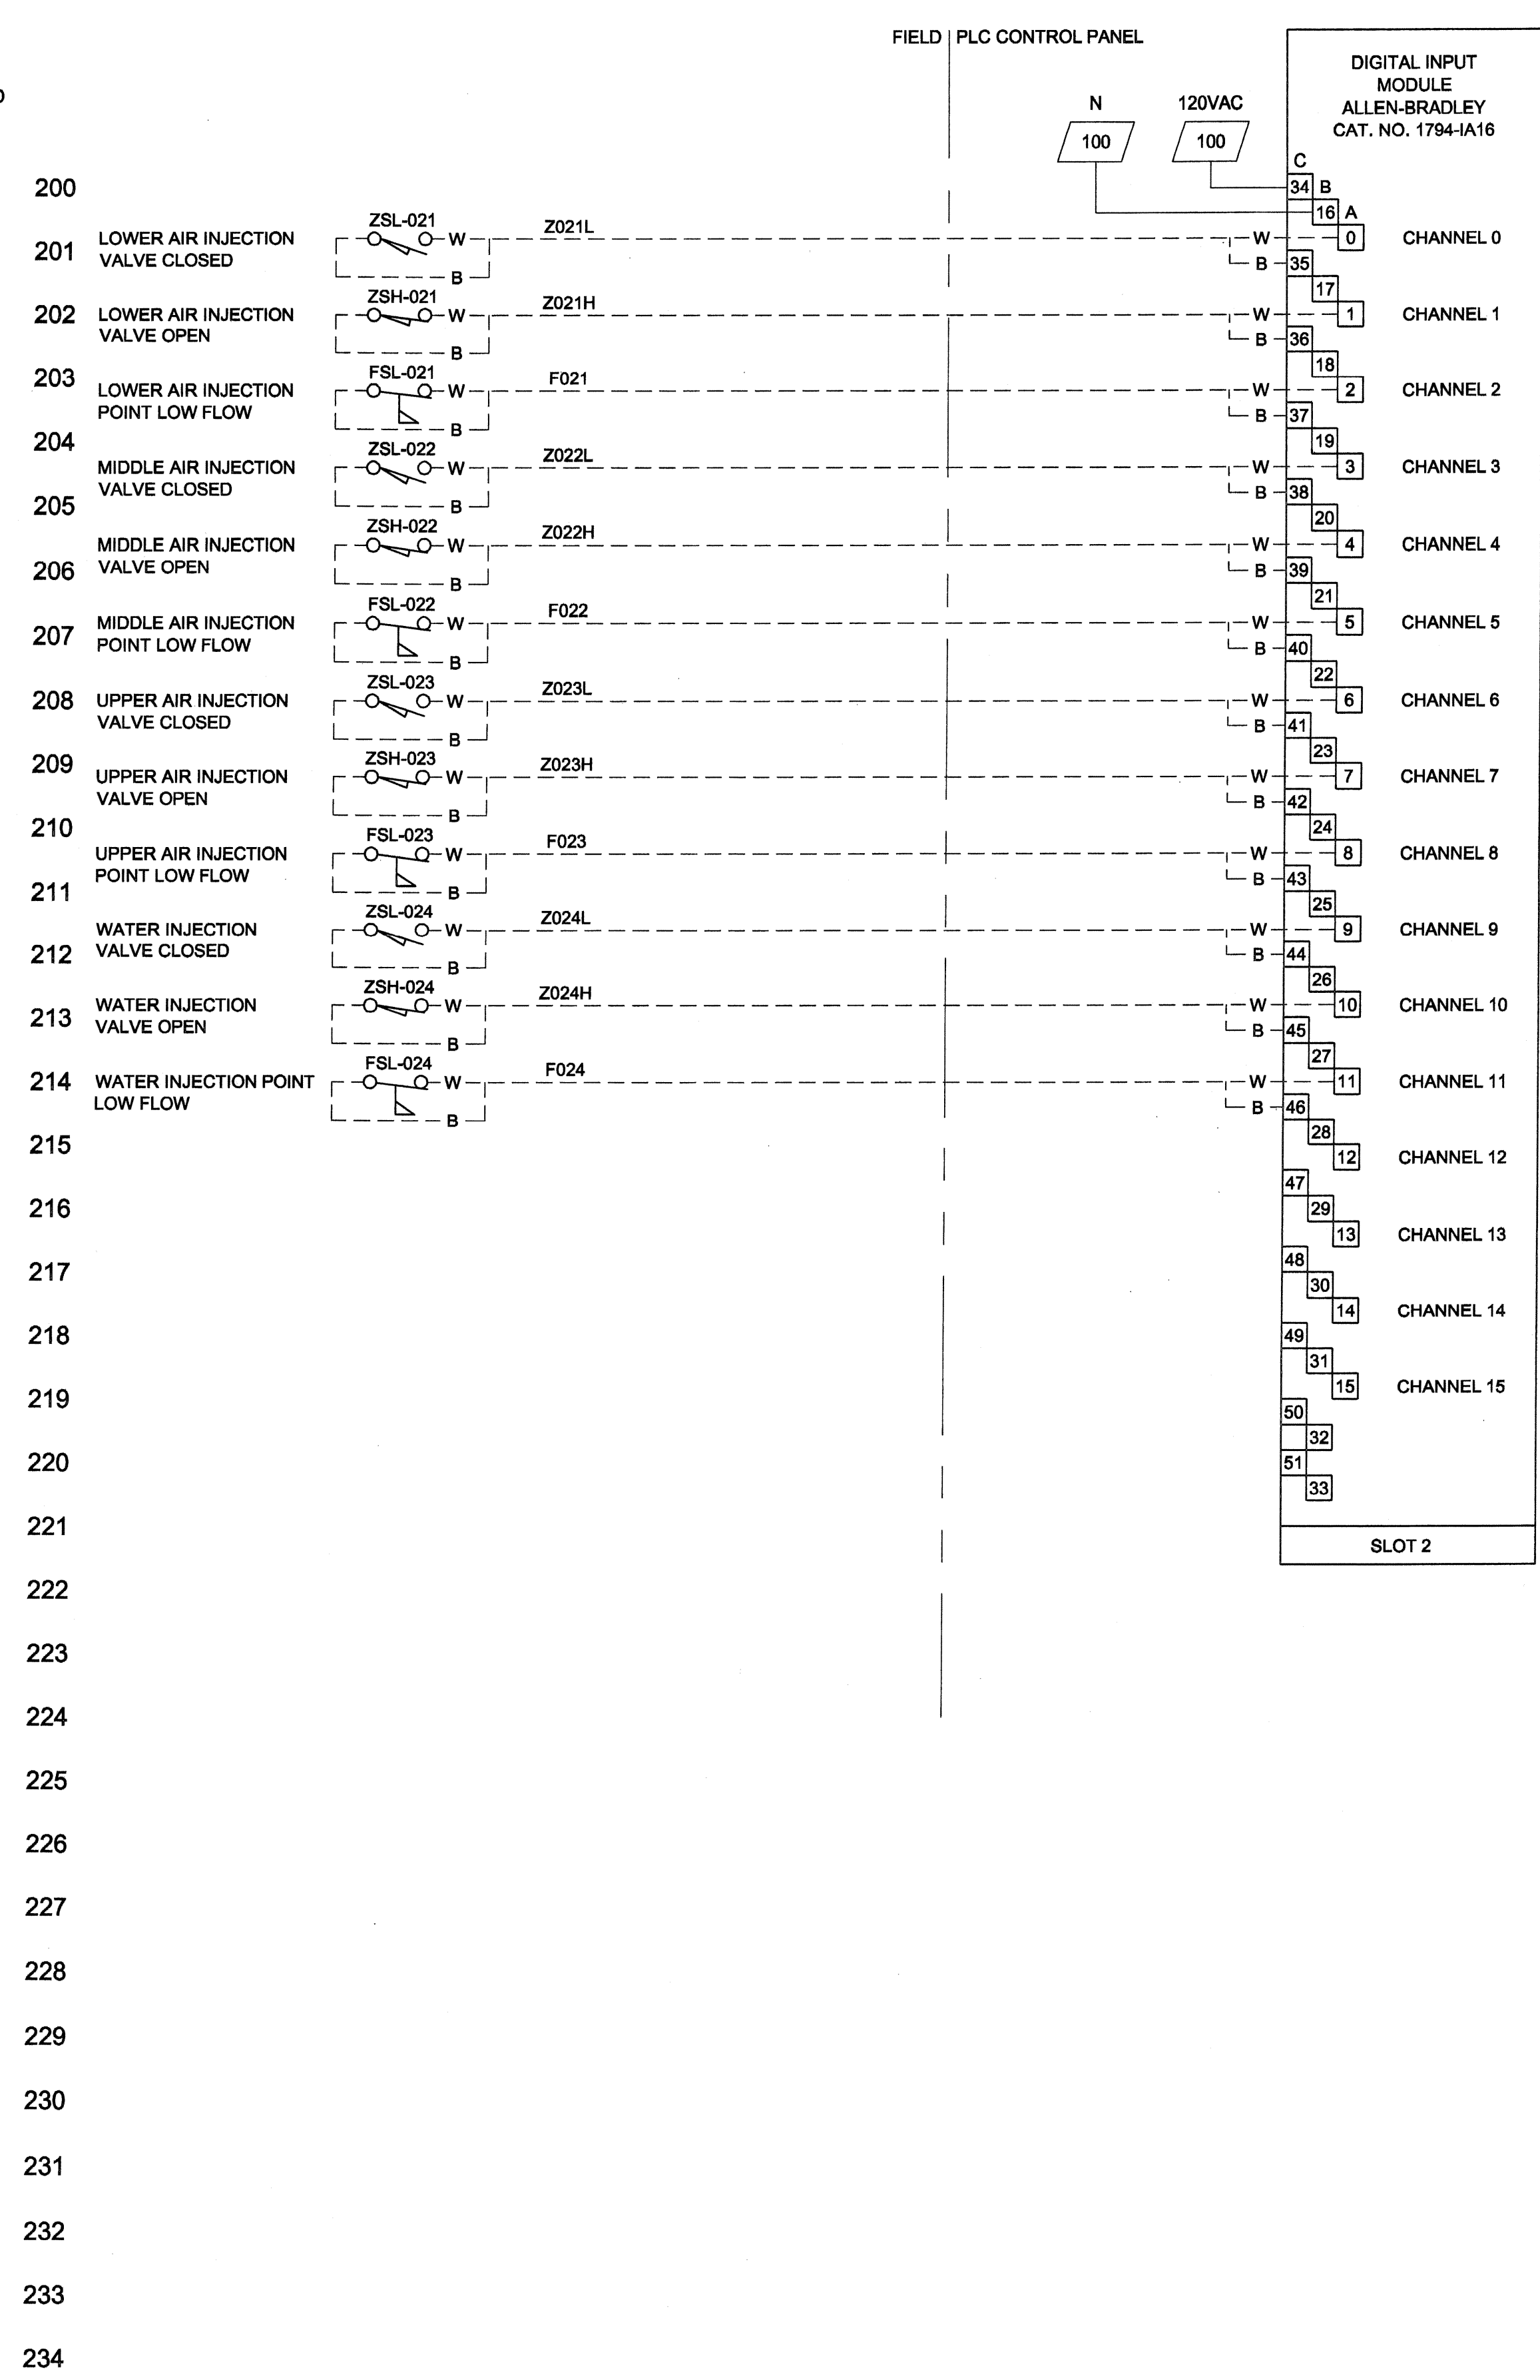 FIELD PLC CONTROL PANEL
DIGITAL INPUT
MODULE
ALLEN-BRADLEY
CAT. NO. 1794-IA16
N 120VAC
100 100
C
200 34 B
16 A
ZSL-021 Z021L
201 LOWER AIR INJECTION W W 0 CHANNEL 0
VALVE CLOSED B B 35
ZSH-021 Z021H 17
202 LOWER AIR INJECTION W W 1 CHANNEL 1
VALVE OPEN B B 36
203 FSL-021 F021 18
LOWER AIR INJECTION W W 2 CHANNEL 2
POINT LOW FLOW B B 37
204 ZSL-022 Z022L 19
MIDDLE AIR INJECTION W W 3 CHANNEL 3
VALVE CLOSED B B 38
205 ZSH-022 Z022H 20
MIDDLE AIR INJECTION W W 4 CHANNEL 4
206 VALVE OPEN B B 39
FSL-022 F022 21
207 MIDDLE AIR INJECTION W W 5 CHANNEL 5
POINT LOW FLOW B B 40
ZSL-023 Z023L 22
208 UPPER AIR INJECTION W W 6 CHANNEL 6
VALVE CLOSED B B 41
209 ZSH-023 Z023H 23
UPPER AIR INJECTION W W 7 CHANNEL 7
VALVE OPEN B B 42
210 FSL-023 F023 24
UPPER AIR INJECTION W W 8 CHANNEL 8
POINT LOW FLOW B B 43
211 ZSL-024 Z024L 25
WATER INJECTION W W 9 CHANNEL 9
212 VALVE CLOSED B B 44
ZSH-024 Z024H 26
213 WATER INJECTION W W 10 CHANNEL 10
VALVE OPEN B B 45
FSL-024 F024 27
214 WATER INJECTION POINT W W 11 CHANNEL 11
LOW FLOW B B 46
28
215 12 CHANNEL 12
47
216 29
13 CHANNEL 13
48
217 30
14 CHANNEL 14
218 49
31
219 15 CHANNEL 15
50
32
220 51
33
221
SLOT 2
222
223
224
225
226
227
228
229
230
231
232
233
234